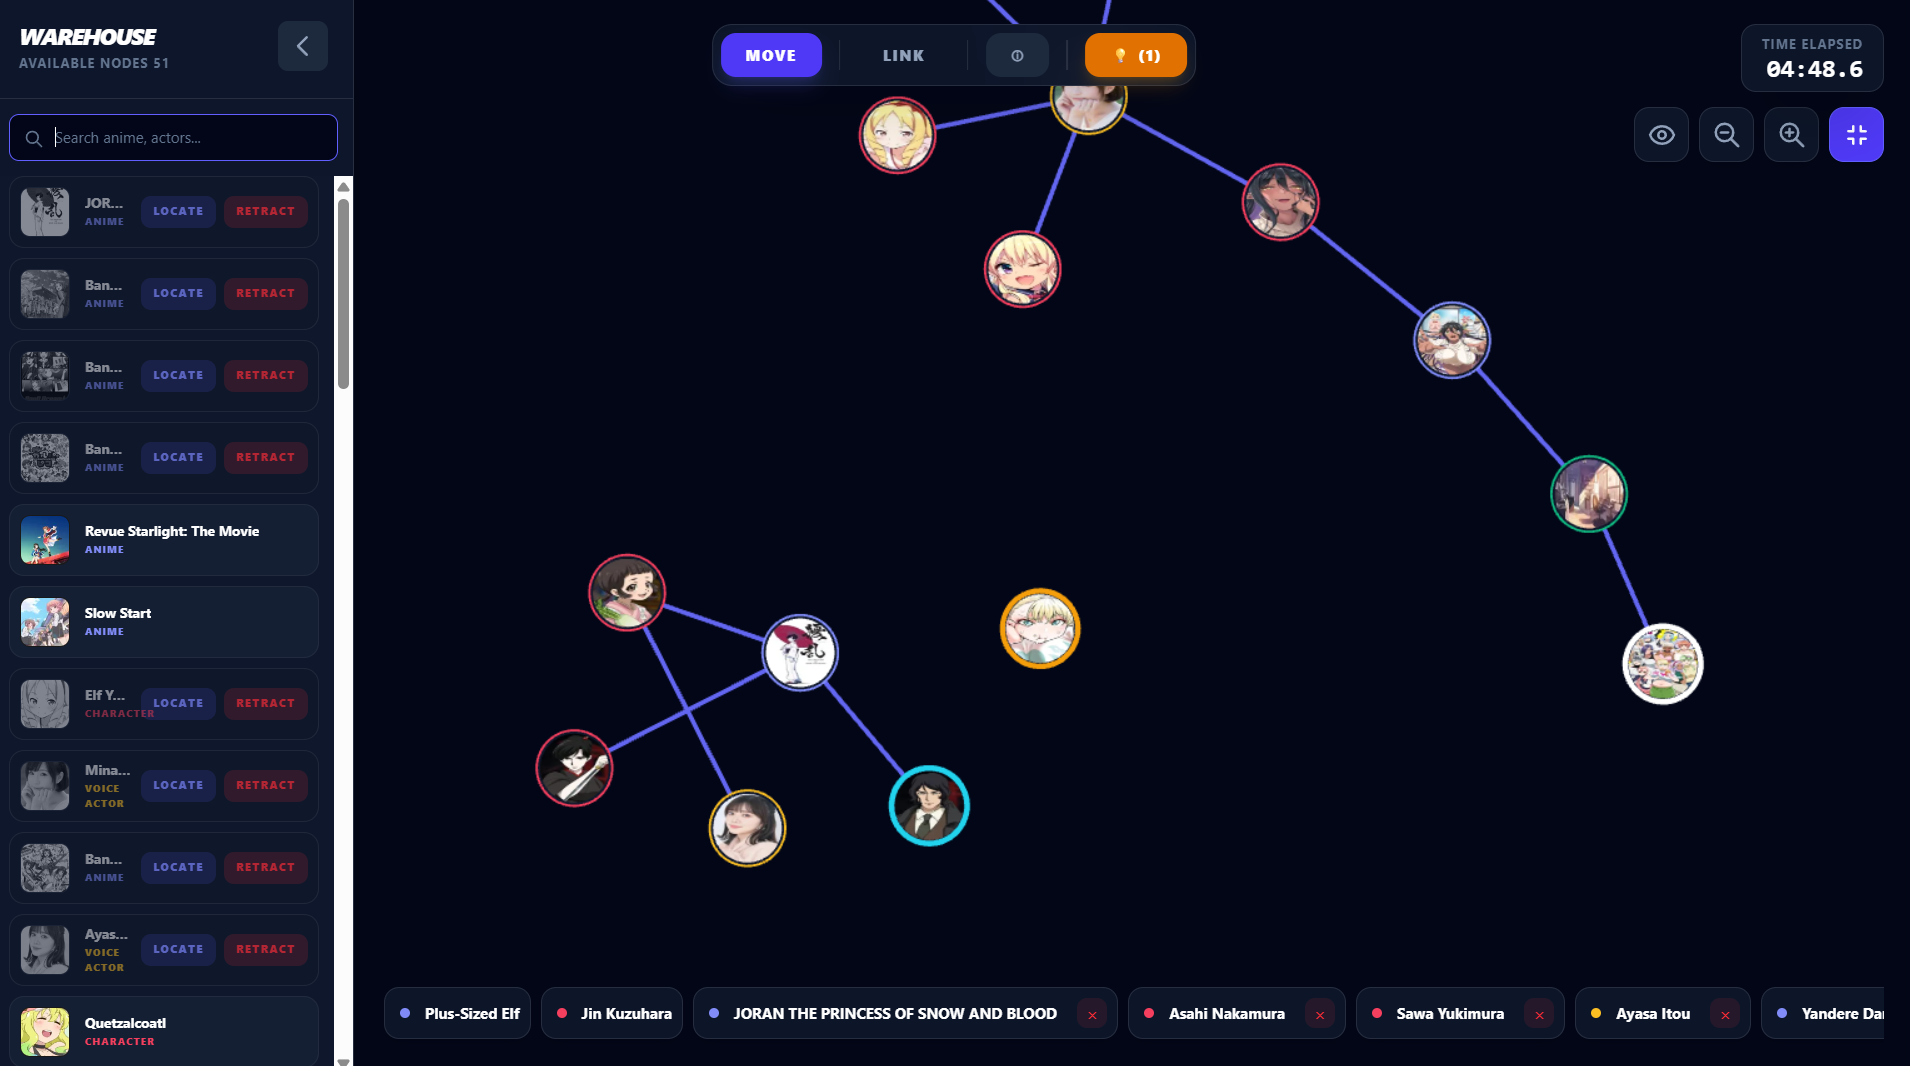 WAREHOUSE
AVAILABLE NODES 51
Search anime, actors...
JOR...
ANIME
LOCATE
RETRACT
Ban...
ANIME
LOCATE
RETRACT
Ban...
ANIME
LOCATE
RETRACT
Ban...
ANIME
LOCATE
RETRACT
Revue Starlight: The Movie
ANIME
Slow Start
ANIME
Elf Y...
CHARACTER
LOCATE
RETRACT
Mina...
VOICE
ACTOR
LOCATE
RETRACT
Ban...
ANIME
LOCATE
RETRACT
Ayas...
VOICE
ACTOR
LOCATE
RETRACT
Quetzalcoatl
CHARACTER
MOVE
LINK
(1)
TIME ELAPSED
04:48.6
Plus-Sized Elf
Jin Kuzuhara
JORAN THE PRINCESS OF SNOW AND BLOOD
Asahi Nakamura
Sawa Yukimura
Ayasa Itou
Yandere Dar